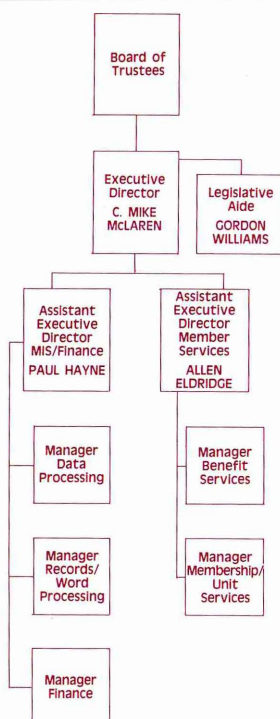 Board of
Trustees
Executive
Director
C. MIKE
McLAREN
Legislative
Aide
GORDON
WILLIAMS
Assistant
Executive
Director
MIS/Finance
PAUL HAYNE
Assistant
Executive
Director
Member
Services
ALLEN
ELDRIDGE
Manager
Data
Processing
Manager
Benefit
Services
Manager
Records/
Word
Processing
Manager
Membership/
Unit
Services
Manager
Finance